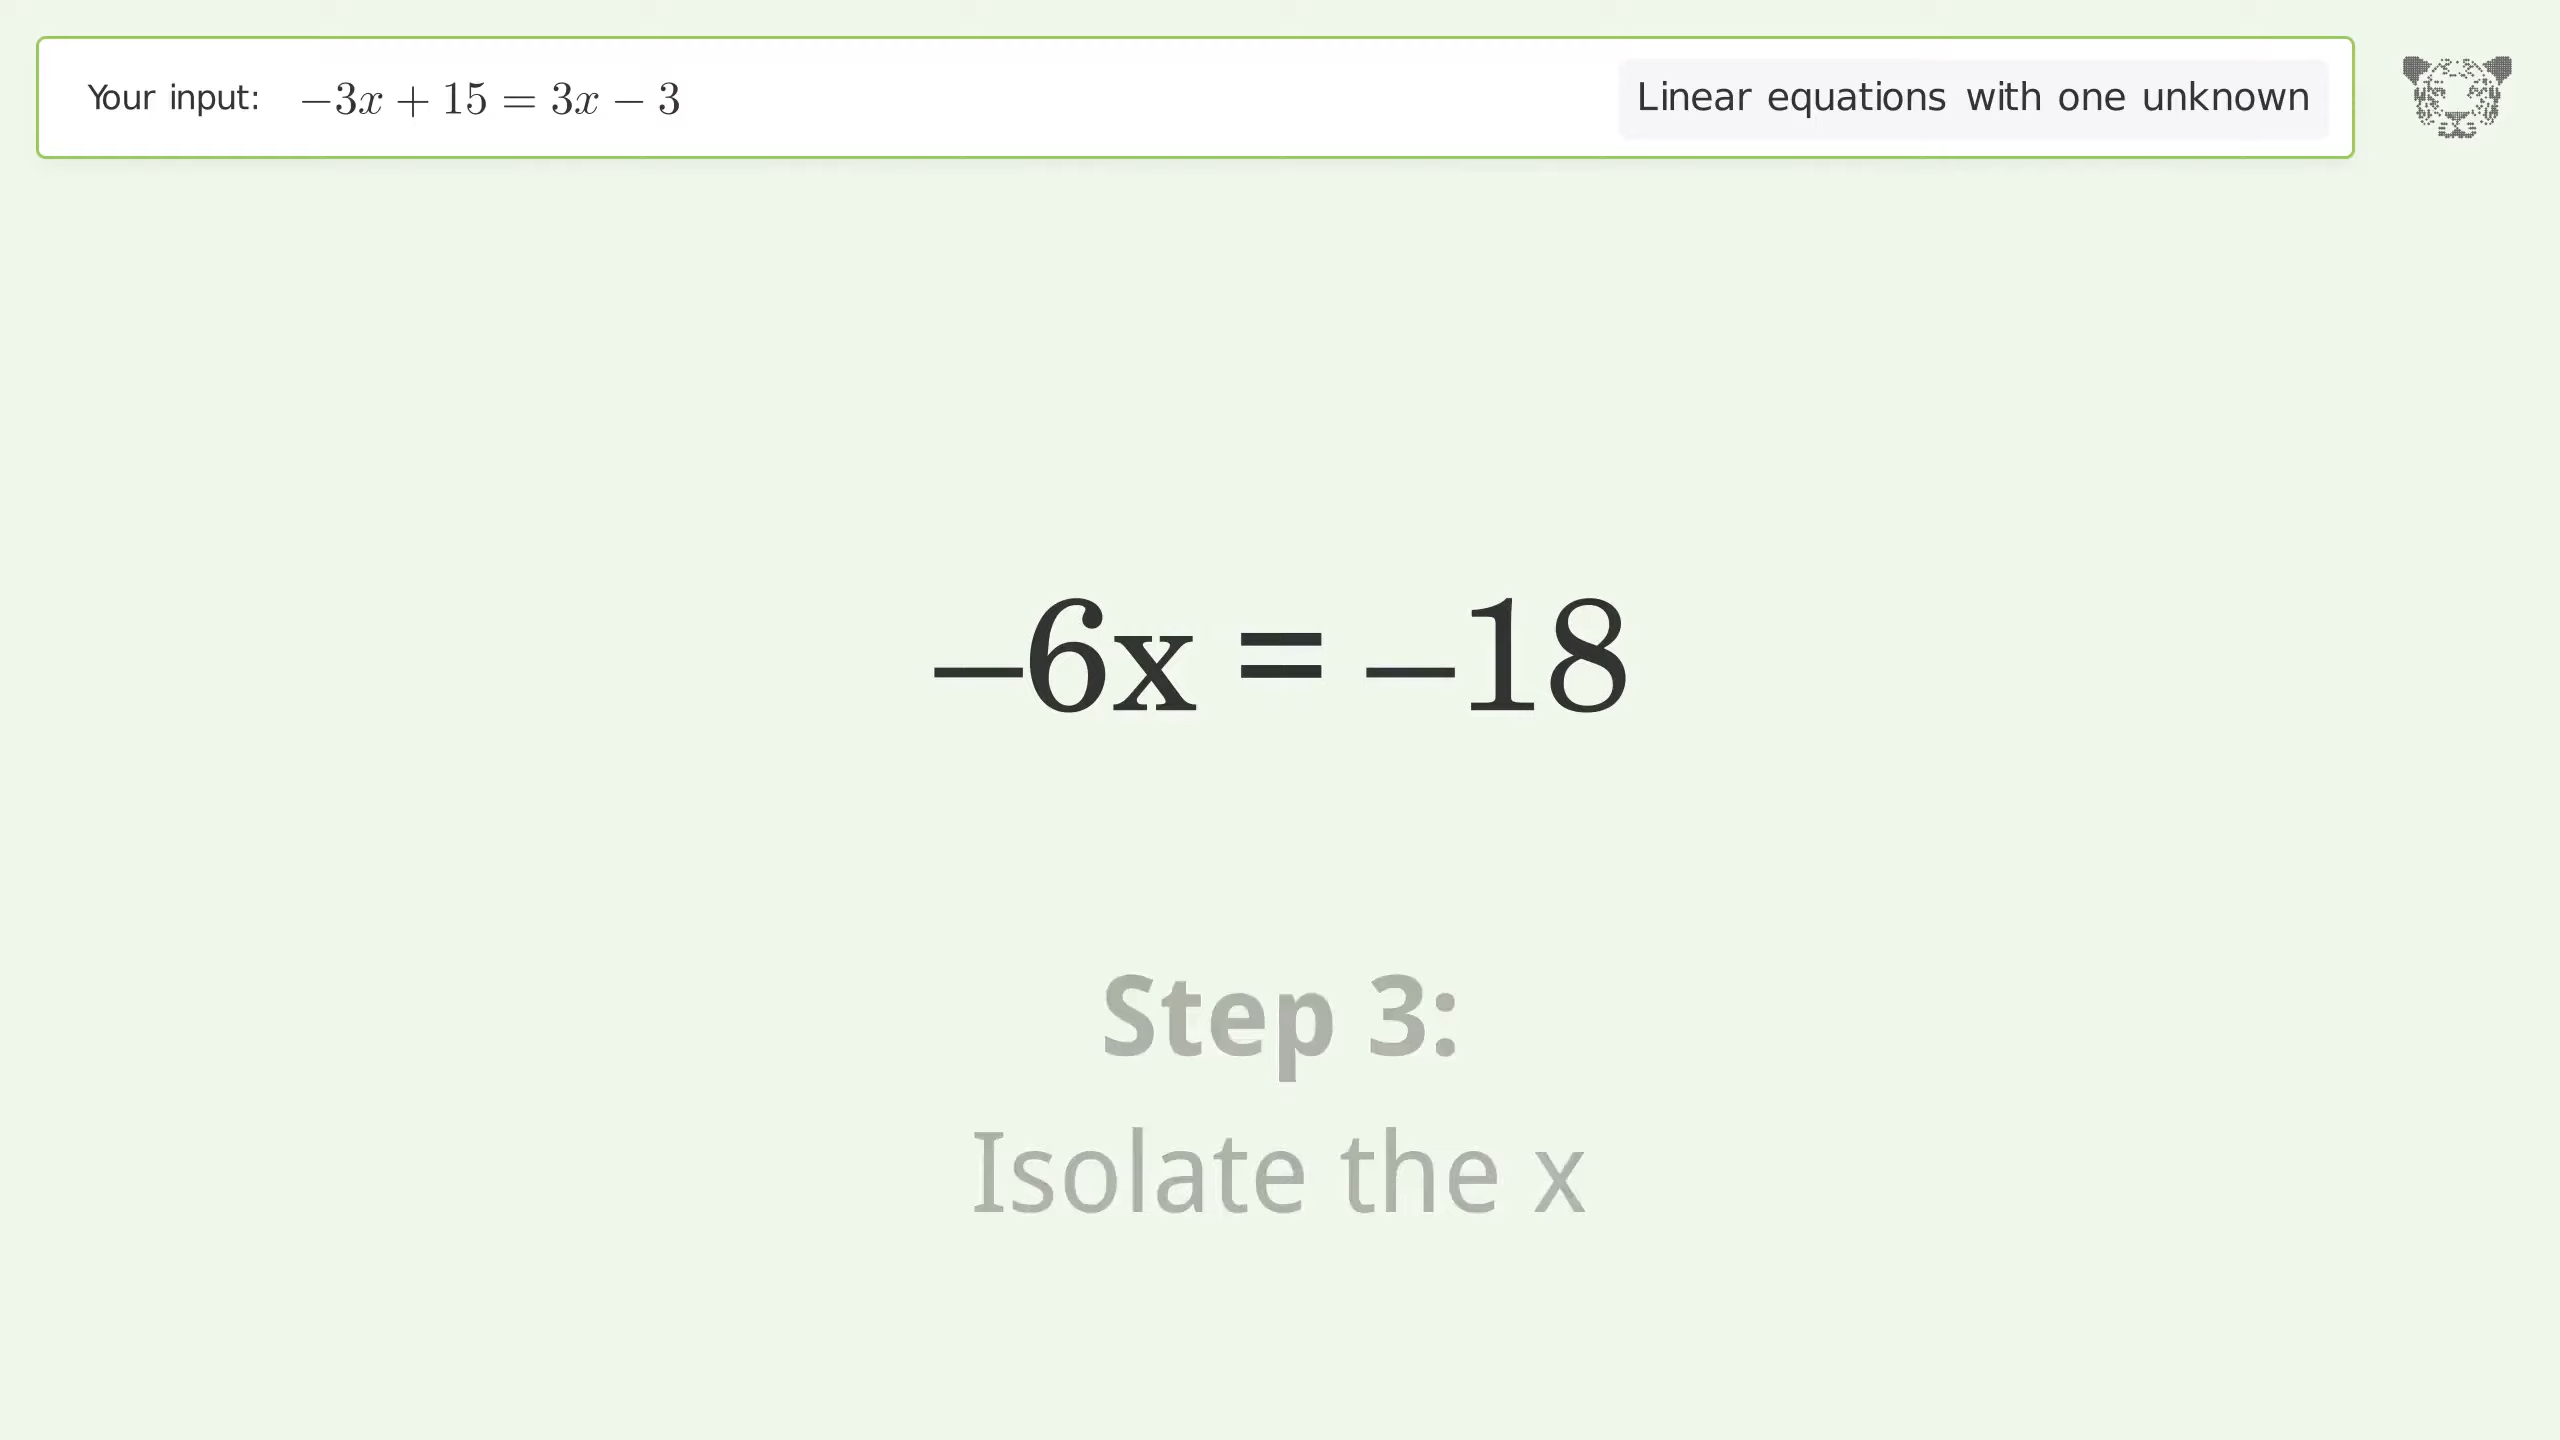 Your input: −3x + 15 = 3x − 3
Linear equations with one unknown
−6x = −18
Step 3:
Isolate the x